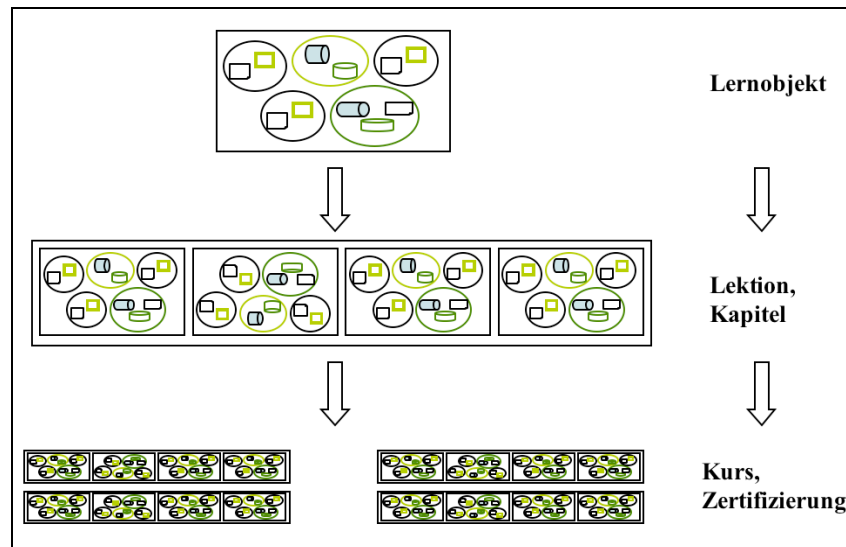 Lernobjekt
Lektion,
Kapitel
Kurs,
Zertifizierung